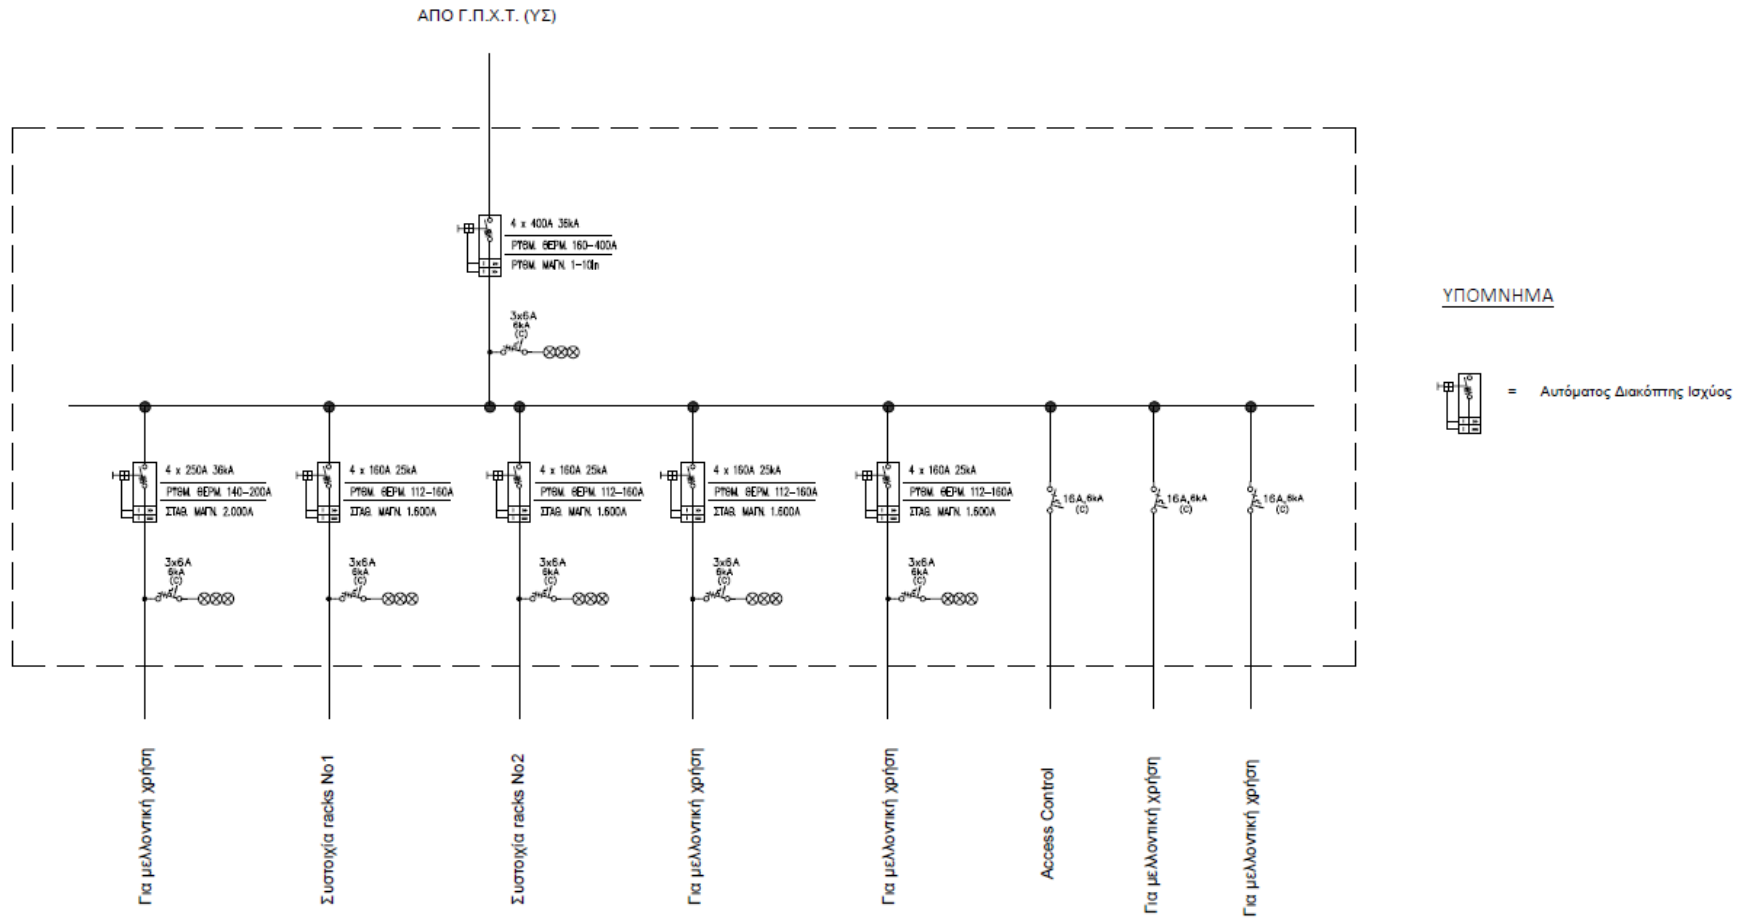 ΑΠΟ Γ.Π.Χ.Τ. (ΥΣ)
4 x 400A 36kA
ΡΥΘΜ. ΘΕΡΜ. 160-400A
ΡΥΘΜ. ΜΑΓΝ. 1-10In
3x6A
6kA
(C)
ΥΠΟΜΝΗΜΑ
= Αυτόματος Διακόπτης Ισχύος
4 x 250A 36kA
ΡΥΘΜ. ΘΕΡΜ. 140-200A
ΣΤΑΘ. ΜΑΓΝ. 2.000A
4 x 160A 25kA
ΡΥΘΜ. ΘΕΡΜ. 112-160A
ΣΤΑΘ. ΜΑΓΝ. 1.600A
4 x 160A 25kA
ΡΥΘΜ. ΘΕΡΜ. 112-160A
ΣΤΑΘ. ΜΑΓΝ. 1.600A
4 x 160A 25kA
ΡΥΘΜ. ΘΕΡΜ. 112-160A
ΣΤΑΘ. ΜΑΓΝ. 1.600A
4 x 160A 25kA
ΡΥΘΜ. ΘΕΡΜ. 112-160A
ΣΤΑΘ. ΜΑΓΝ. 1.600A
16A,6kA
(C)
16A,6kA
(C)
16A,6kA
(C)
3x6A
6kA
(C)
3x6A
6kA
(C)
3x6A
6kA
(C)
3x6A
6kA
(C)
3x6A
6kA
(C)
Για μελλοντική χρήση
Συστοιχία racks No1
Συστοιχία racks No2
Για μελλοντική χρήση
Για μελλοντική χρήση
Access Control
Για μελλοντική χρήση
Για μελλοντική χρήση